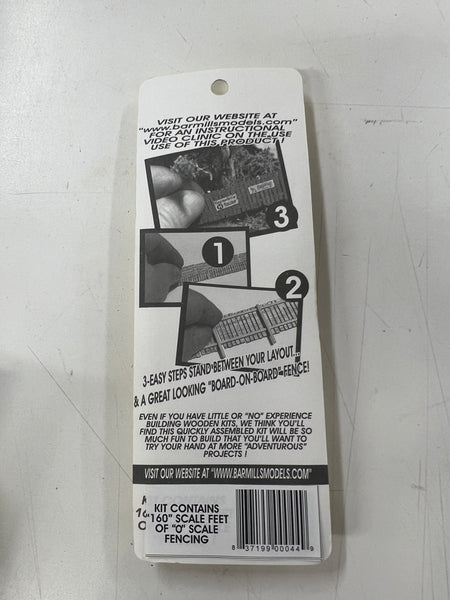 VISIT OUR WEBSITE AT
"www.barmillsmodels.com"
FOR AN INSTRUCTIONAL
VIDEO CLINIC ON THE USE
USE OF THIS PRODUCT !
3
1
2
3-EASY STEPS STAND BETWEEN YOUR LAYOUT...
& A GREAT LOOKING "BOARD-ON-BOARD" FENCE!
EVEN IF YOU HAVE LITTLE OR "NO" EXPERIENCE
BUILDING WOODEN KITS, WE THINK YOU'LL
FIND THIS QUICKLY ASSEMBLED KIT WILL BE SO
MUCH FUN TO BUILD THAT YOU'LL WANT TO
TRY YOUR HAND AT MORE "ADVENTUROUS"
PROJECTS !
VISIT OUR WEBSITE AT "WWW.BARMILLSMODELS.COM"
KIT CONTAINS
"160" SCALE FEET
OF "O" SCALE
FENCING
8 37199 00044 9